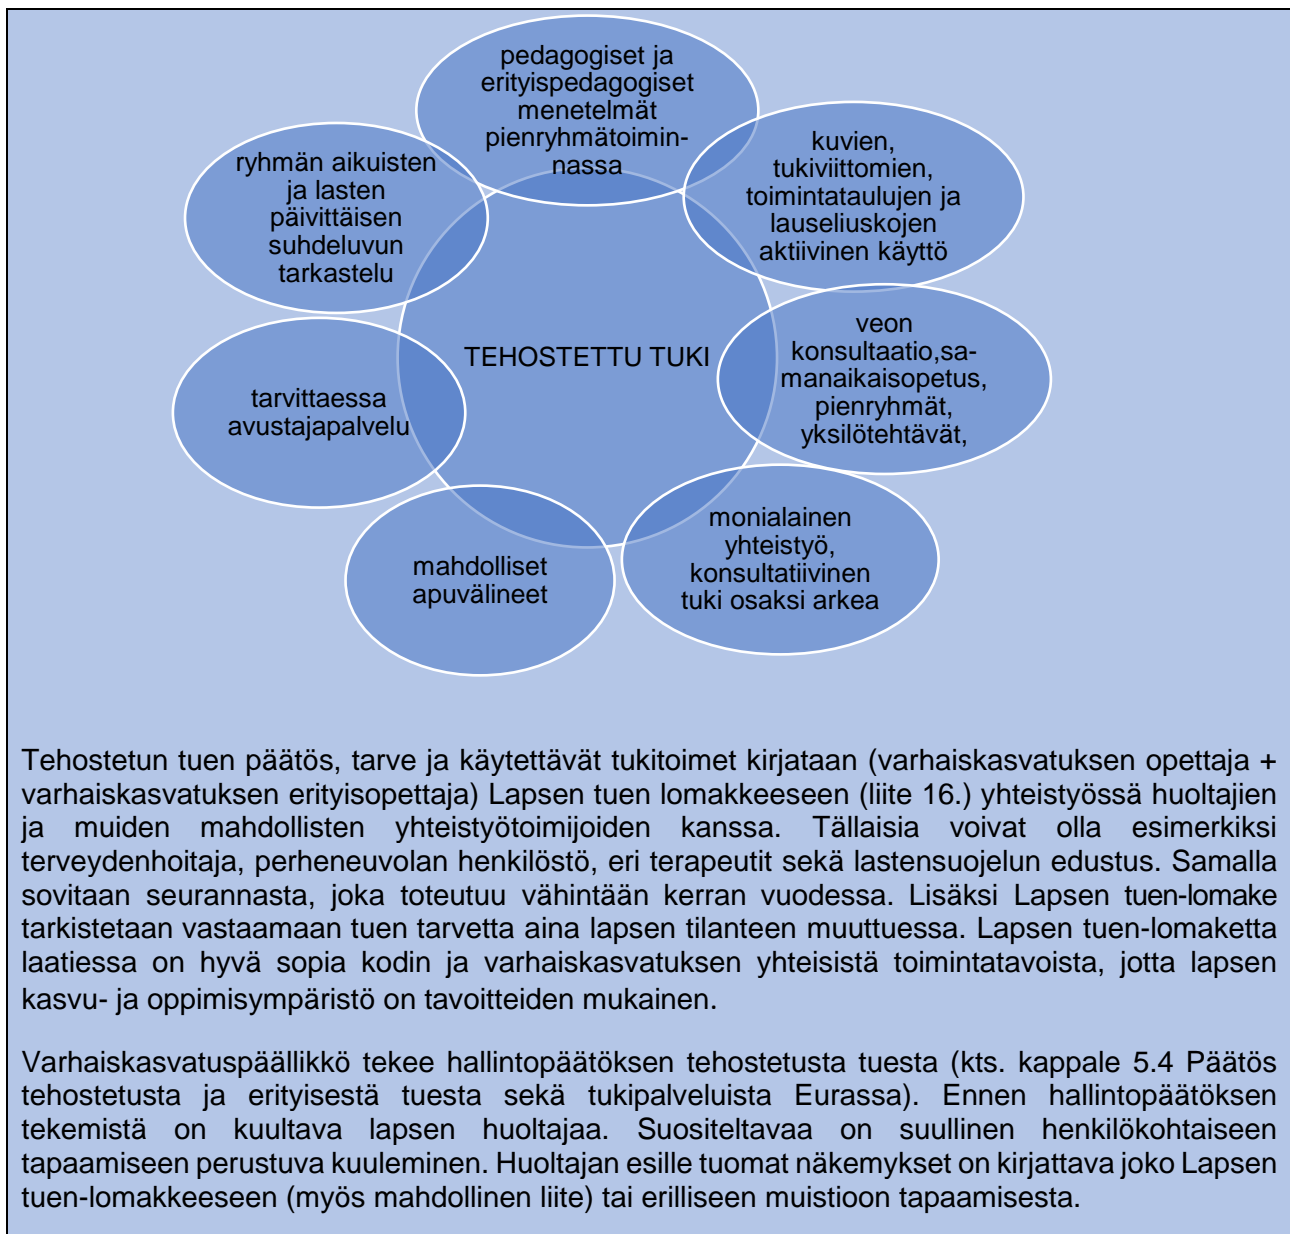 pedagogiset ja
erityispedagogiset
menetelmät
pienryhmätoimin-
nassa
kuvien,
tukiviittomien,
toimintataulujen ja
lauseliuskojen
aktiivinen käyttö
veon
konsultaatio,sa-
manaikaisopetus,
pienryhmät,
yksilötehtävät,
monialainen
yhteistyö,
konsultatiivinen
tuki osaksi arkea
mahdolliset
apuvälineet
tarvittaessa
avustajapalvelu
ryhmän aikuisten
ja lasten
päivittäisen
suhdeluvun
tarkastelu
TEHOSTETTU TUKI
Tehostetun tuen päätös, tarve ja käytettävät tukitoimet kirjataan (varhaiskasvatuksen opettaja +
varhaiskasvatuksen erityisopettaja) Lapsen tuen lomakkeeseen (liite 16.) yhteistyössä huoltajien
ja muiden mahdollisten yhteistyötoimijoiden kanssa. Tällaisia voivat olla esimerkiksi
terveydenhoitaja, perheneuvolan henkilöstö, eri terapeutit sekä lastensuojelun edustus. Samalla
sovitaan seurannasta, joka toteutuu vähintään kerran vuodessa. Lisäksi Lapsen tuen-lomake
tarkistetaan vastaamaan tuen tarvetta aina lapsen tilanteen muuttuessa. Lapsen tuen-lomaketta
laatiessa on hyvä sopia kodin ja varhaiskasvatuksen yhteisistä toimintatavoista, jotta lapsen
kasvu- ja oppimisympäristö on tavoitteiden mukainen.
Varhaiskasvatuspäällikkö tekee hallintopäätöksen tehostetusta tuesta (kts. kappale 5.4 Päätös
tehostetusta ja erityisestä tuesta sekä tukipalveluista Eurassa). Ennen hallintopäätöksen
tekemistä on kuultava lapsen huoltajaa. Suositeltavaa on suullinen henkilökohtaiseen
tapaamiseen perustuva kuuleminen. Huoltajan esille tuomat näkemykset on kirjattava joko Lapsen
tuen-lomakkeeseen (myös mahdollinen liite) tai erilliseen muistioon tapaamisesta.